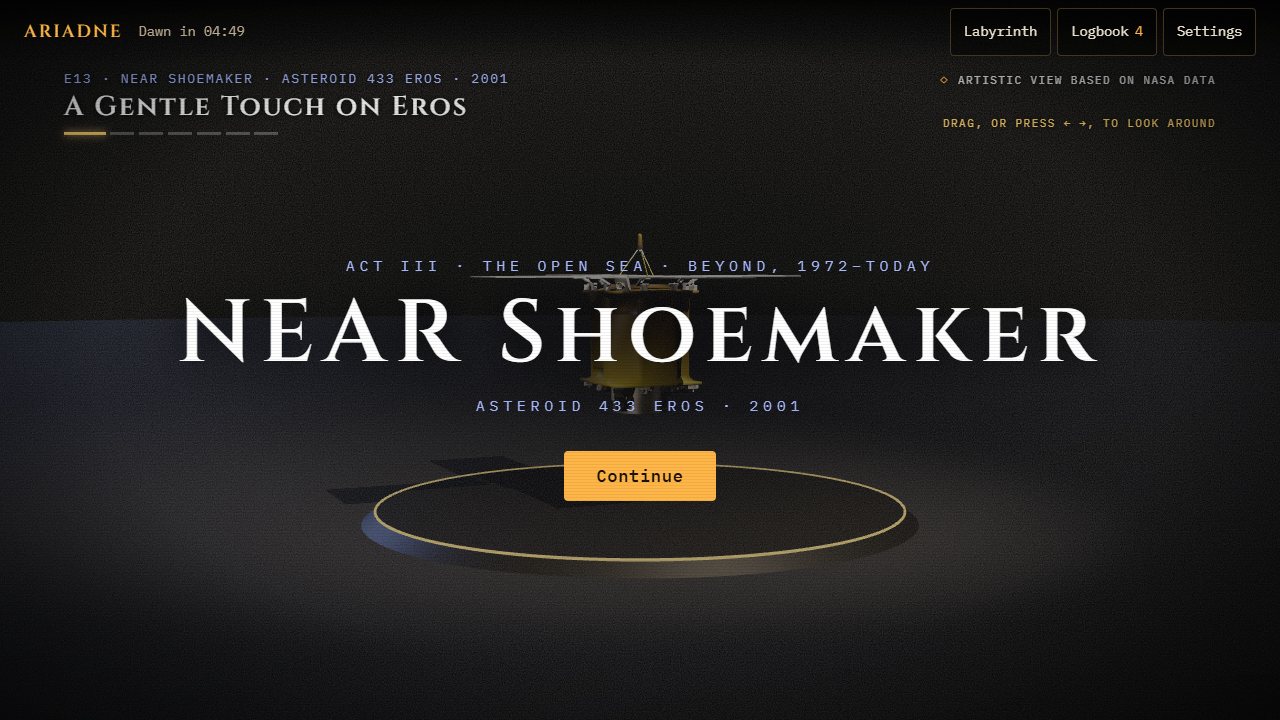 ARIADNE Dawn in 04:49 Labyrinth Logbook 4 Settings
E13 · NEAR SHOEMAKER · ASTEROID 433 EROS · 2001
A Gentle Touch on Eros
◇ ARTISTIC VIEW BASED ON NASA DATA
DRAG, OR PRESS ← →, TO LOOK AROUND
ACT III · THE OPEN SEA · BEYOND, 1972–TODAY
NEAR Shoemaker
ASTEROID 433 EROS · 2001
Continue